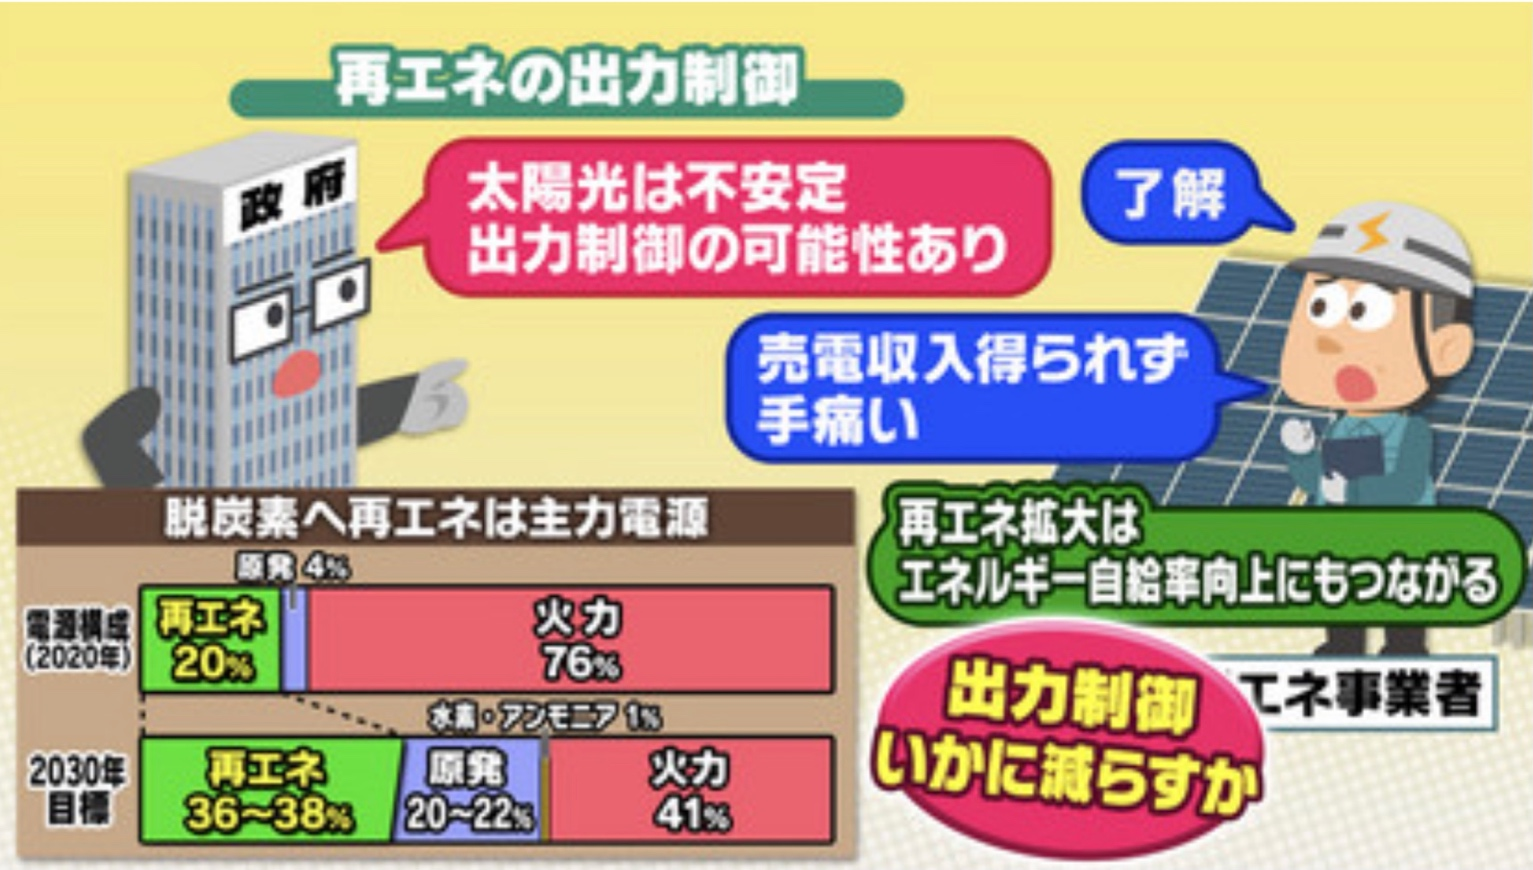 再エネの出力制御
政府
太陽光は不安定
出力制御の可能性あり
了解
売電収入得られず
手痛い
脱炭素へ再エネは主力電源
原発 4%
電源構成
(2020年)
再エネ
20%
火力
76%
水素・アンモニア 1%
2030年
目標
再エネ
36〜38%
原発
20〜22%
火力
41%
再エネ拡大は
エネルギー自給率向上にもつながる
エネ事業者
出力制御
いかに減らすか